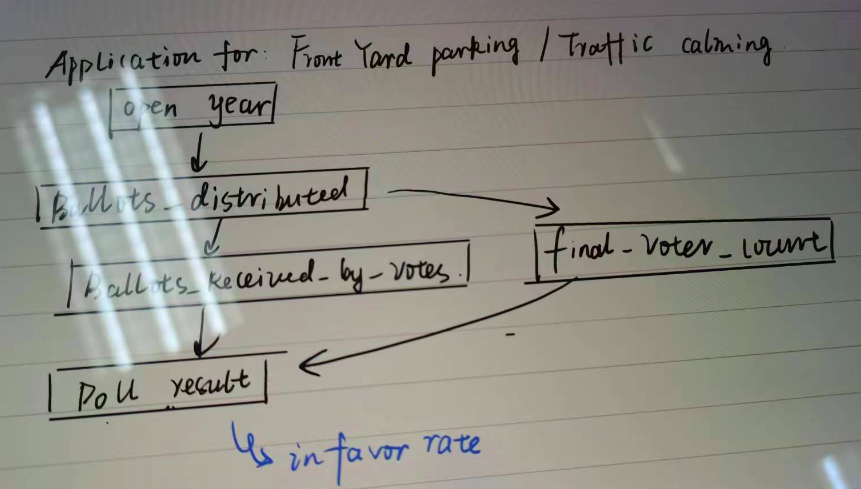 Application for: Front Yard parking / Traffic calming
open year
Ballots_distributed
final_voter_count
Ballots_Received_by_votes.
Poll result
in favor rate